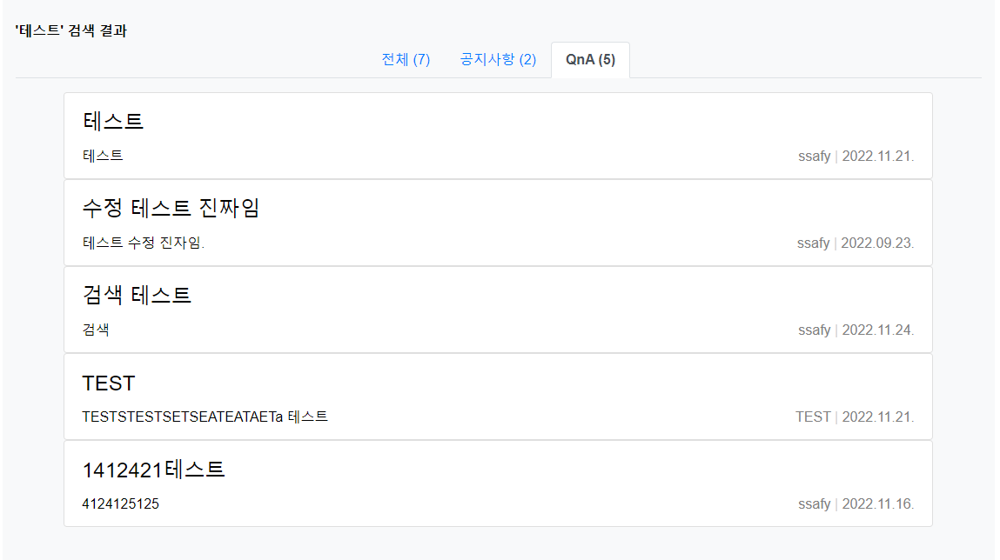 '테스트' 검색 결과
전체 (7) 공지사항 (2) QnA (5)
테스트
테스트 ssafy | 2022.11.21.
수정 테스트 진짜임
테스트 수정 진자임. ssafy | 2022.09.23.
검색 테스트
검색 ssafy | 2022.11.24.
TEST
TESTSTESTSETSEATEATAETa 테스트 TEST | 2022.11.21.
1412421테스트
4124125125 ssafy | 2022.11.16.